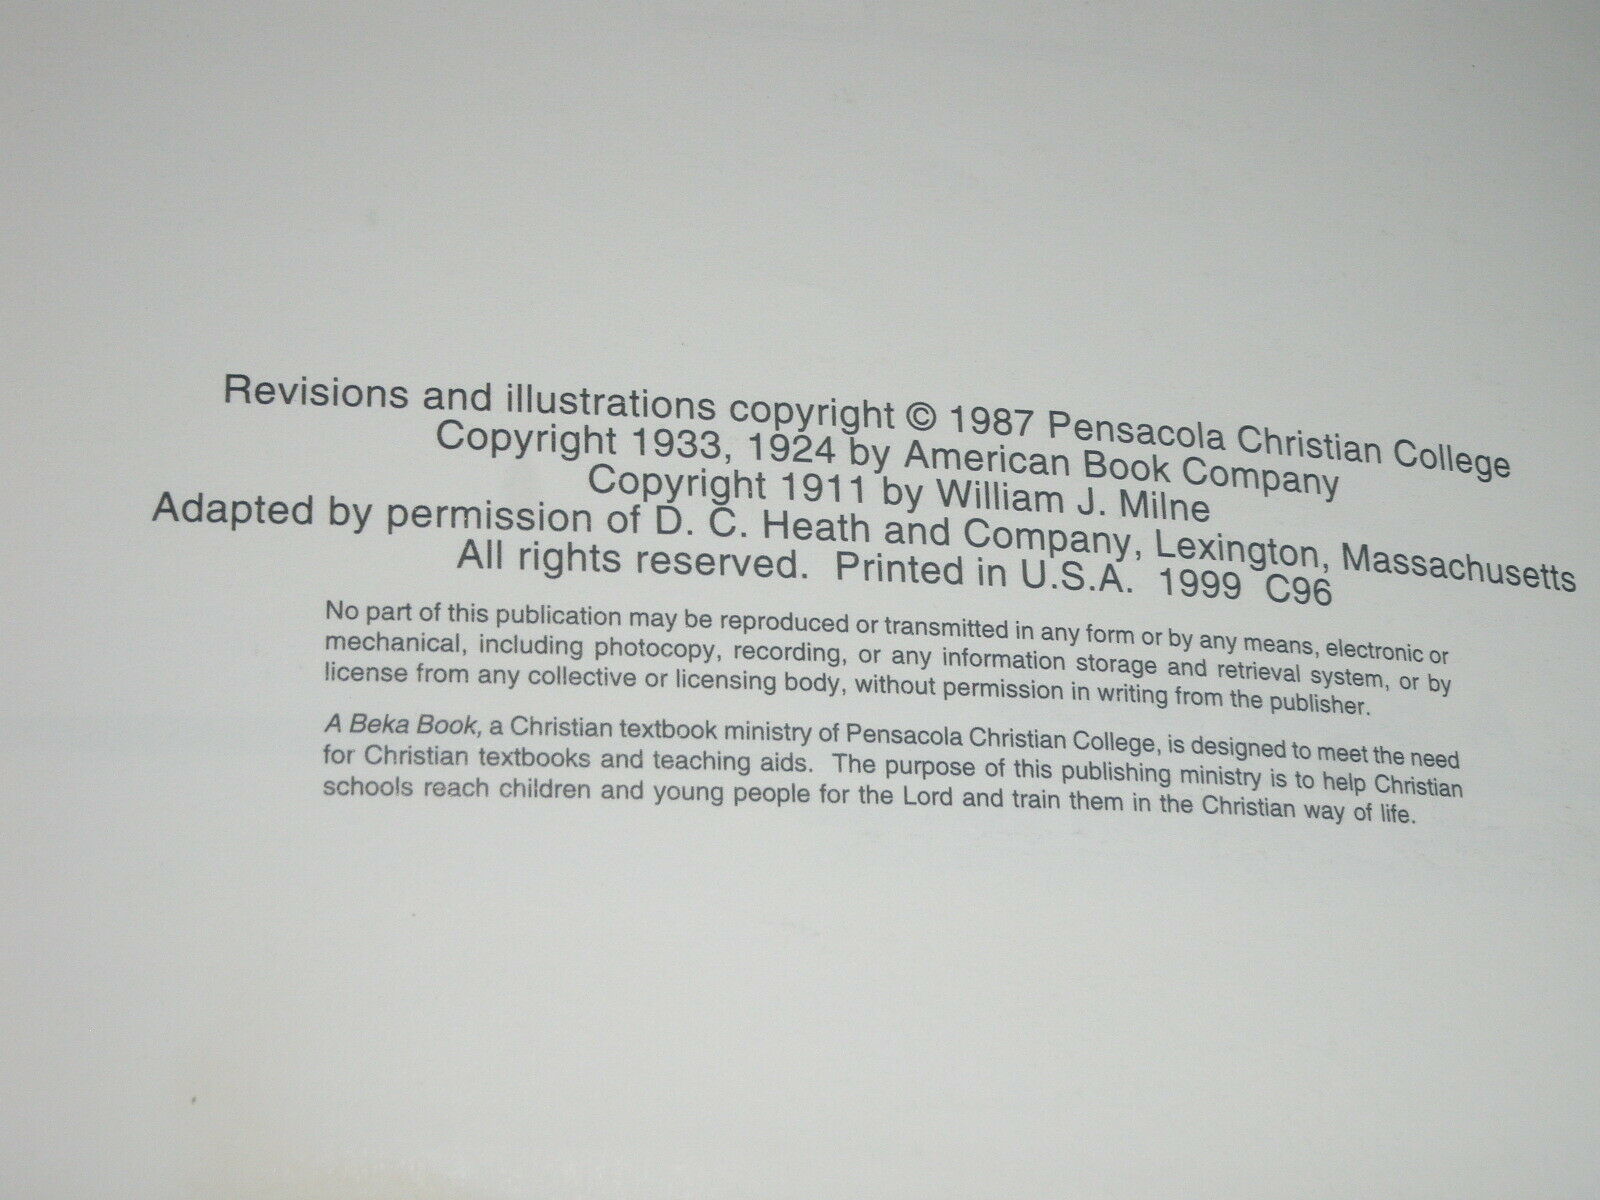 Revisions and illustrations copyright © 1987 Pensacola Christian College
Copyright 1933, 1924 by American Book Company
Copyright 1911 by William J. Milne
Adapted by permission of D. C. Heath and Company, Lexington, Massachusetts
All rights reserved. Printed in U.S.A. 1999 C96
No part of this publication may be reproduced or transmitted in any form or by any means, electronic or
mechanical, including photocopy, recording, or any information storage and retrieval system, or by
license from any collective or licensing body, without permission in writing from the publisher.
A Beka Book, a Christian textbook ministry of Pensacola Christian College, is designed to meet the need
for Christian textbooks and teaching aids. The purpose of this publishing ministry is to help Christian
schools reach children and young people for the Lord and train them in the Christian way of life.